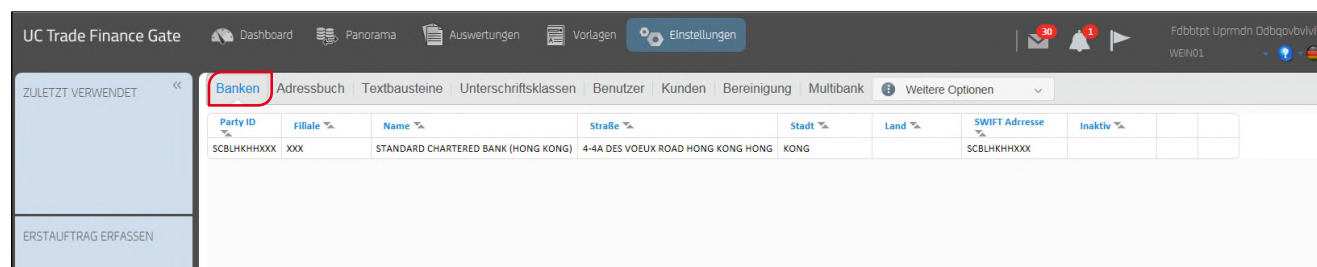 UC Trade Finance Gate Dashboard Panorama Auswertungen Vorlagen Einstellungen 30 1 Fdbbtpt Uprmdn Odbqovbvlvl
WEIN01
ZULETZT VERWENDET «
Banken Adressbuch Textbausteine Unterschriftsklassen Benutzer Kunden Bereinigung Multibank Weitere Optionen
Party ID Filiale Name Straße Stadt Land SWIFT Adrresse Inaktiv
SCBLHKHHXXX XXX STANDARD CHARTERED BANK (HONG KONG) 4-4A DES VOEUX ROAD HONG KONG HONG KONG SCBLHKHHXXX
ERSTAUFTRAG ERFASSEN